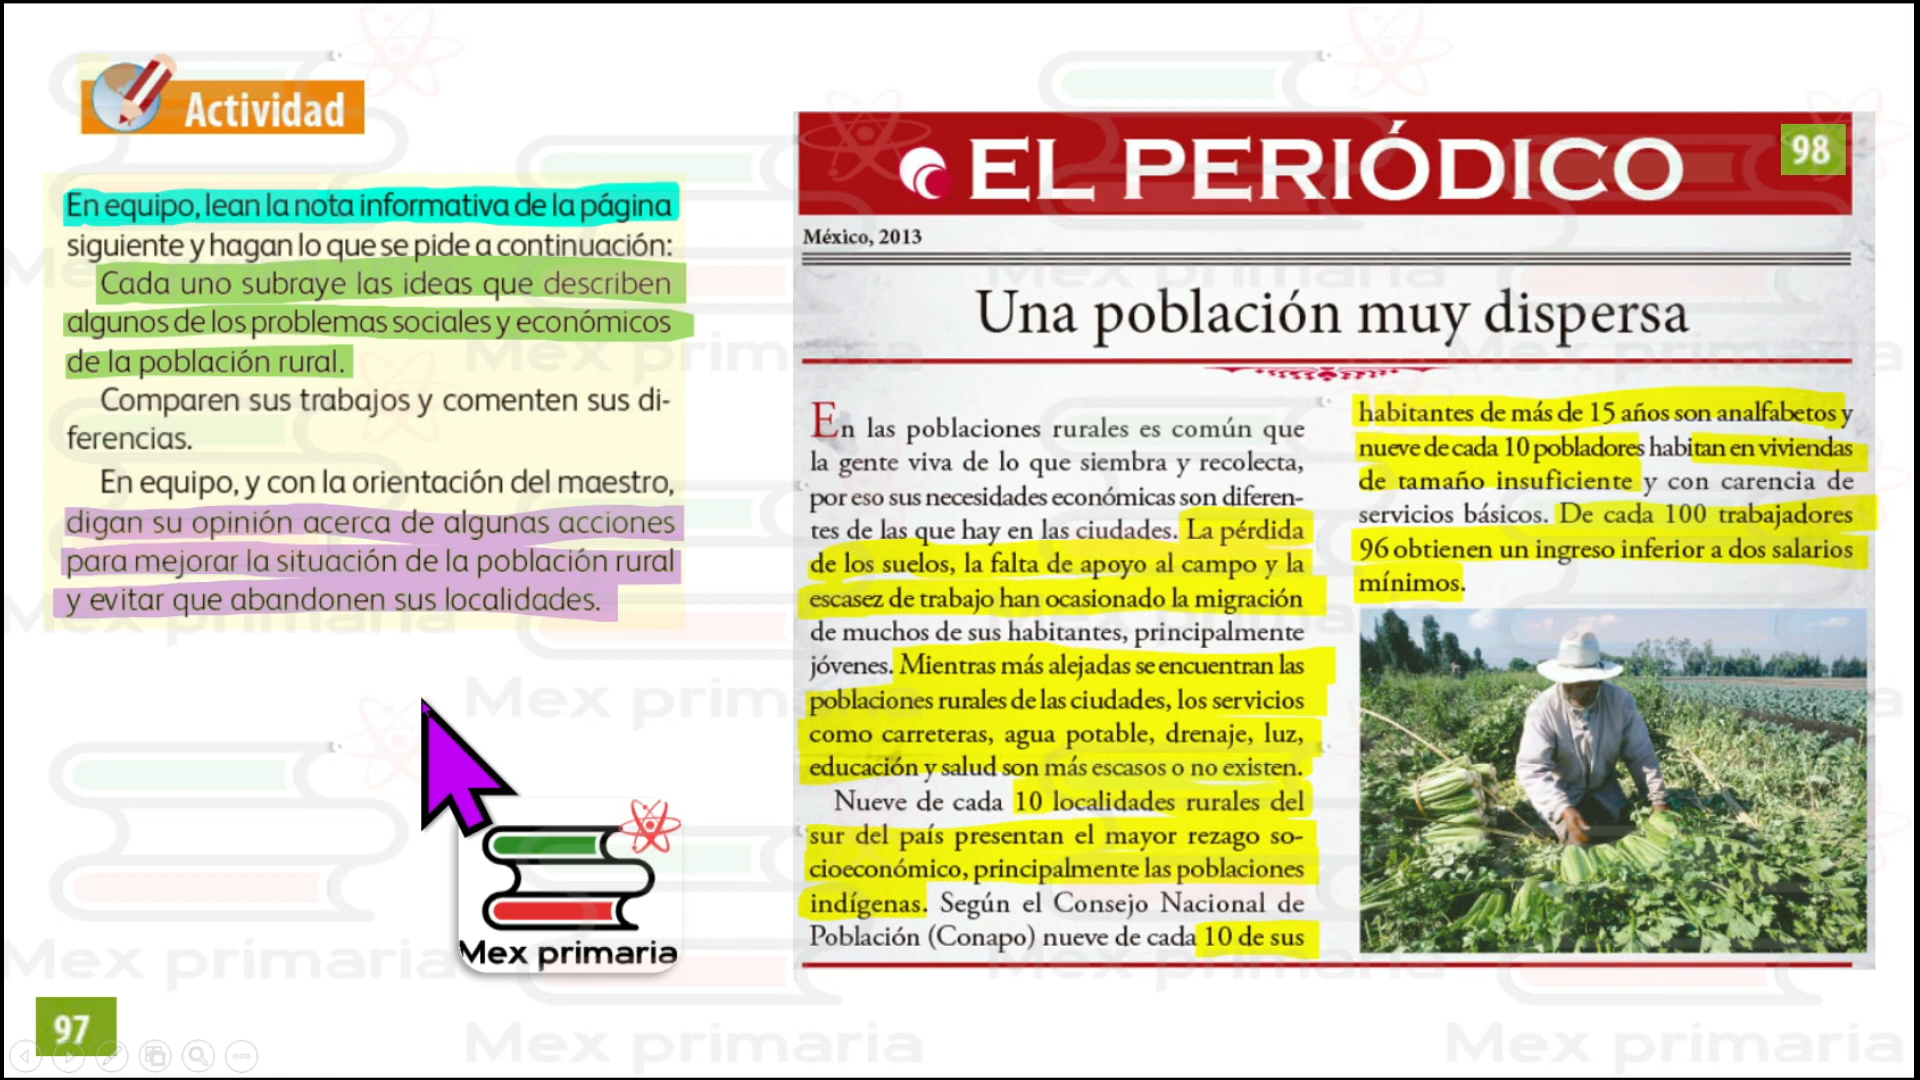 Actividad
En equipo, lean la nota informativa de la página
siguiente y hagan lo que se pide a continuación:
Cada uno subraye las ideas que describen
algunos de los problemas sociales y económicos
de la población rural.
Comparen sus trabajos y comenten sus di-
ferencias.
En equipo, y con la orientación del maestro,
digan su opinión acerca de algunas acciones
para mejorar la situación de la población rural
y evitar que abandonen sus localidades.
Mex primaria
97
EL PERIÓDICO
98
México, 2013
Una población muy dispersa
En las poblaciones rurales es común que
la gente viva de lo que siembra y recolecta,
por eso sus necesidades económicas son diferen-
tes de las que hay en las ciudades. La pérdida
de los suelos, la falta de apoyo al campo y la
escasez de trabajo han ocasionado la migración
de muchos de sus habitantes, principalmente
jóvenes. Mientras más alejadas se encuentran las
poblaciones rurales de las ciudades, los servicios
como carreteras, agua potable, drenaje, luz,
educación y salud son más escasos o no existen.
Nueve de cada 10 localidades rurales del
sur del país presentan el mayor rezago so-
cioeconómico, principalmente las poblaciones
indígenas. Según el Consejo Nacional de
Población (Conapo) nueve de cada 10 de sus
habitantes de más de 15 años son analfabetos y
nueve de cada 10 pobladores habitan en viviendas
de tamaño insuficiente y con carencia de
servicios básicos. De cada 100 trabajadores
96 obtienen un ingreso inferior a dos salarios
mínimos.